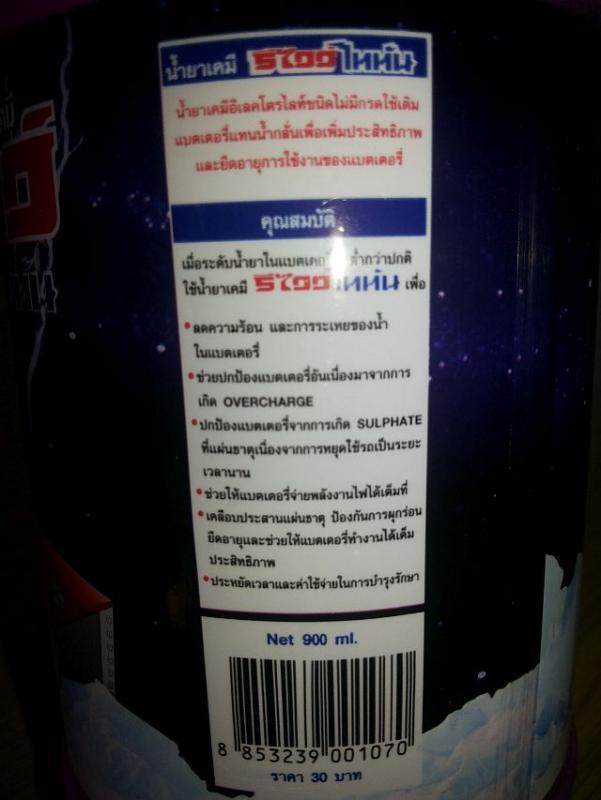 น้ำยาเคมี รีไวว์ ไททัน
น้ำยาเคมีอิเลคโตรไลท์ชนิดไม่มีกรดใช้เติม
แบตเตอรี่แทนน้ำกลั่นเพื่อเพิ่มประสิทธิภาพ
และยืดอายุการใช้งานของแบตเตอรี่
คุณสมบัติ
เมื่อระดับน้ำยาในแบตเตอรี่ต่ำกว่าปกติ
ใช้น้ำยาเคมี รีไวว์ ไททัน เพื่อ
•ลดความร้อน และการระเหยของน้ำ
ในแบตเตอรี่
•ช่วยปกป้องแบตเตอรี่อันเนื่องมาจากการ
เกิด OVERCHARGE
•ปกป้องแบตเตอรี่จากการเกิด SULPHATE
ที่แผ่นธาตุเนื่องจากการหยุดใช้รถเป็นระยะ
เวลานาน
•ช่วยให้แบตเตอรี่จ่ายพลังงานไฟได้เต็มที่
•เคลือบประสานแผ่นธาตุ ป้องกันการผุกร่อน
ยืดอายุและช่วยให้แบตเตอรี่ทำงานได้เต็ม
ประสิทธิภาพ
•ประหยัดเวลาและค่าใช้จ่ายในการบำรุงรักษา
Net 900 ml.
8 853239 001070
ราคา 30 บาท